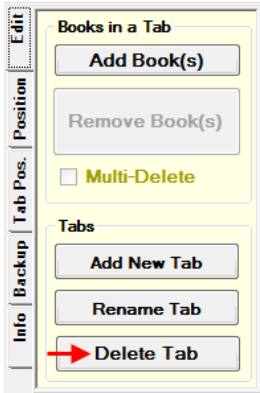 Edit
Position
Tab Pos.
Backup
Info
Books in a Tab
Add Book(s)
Remove Book(s)
Multi-Delete
Tabs
Add New Tab
Rename Tab
Delete Tab